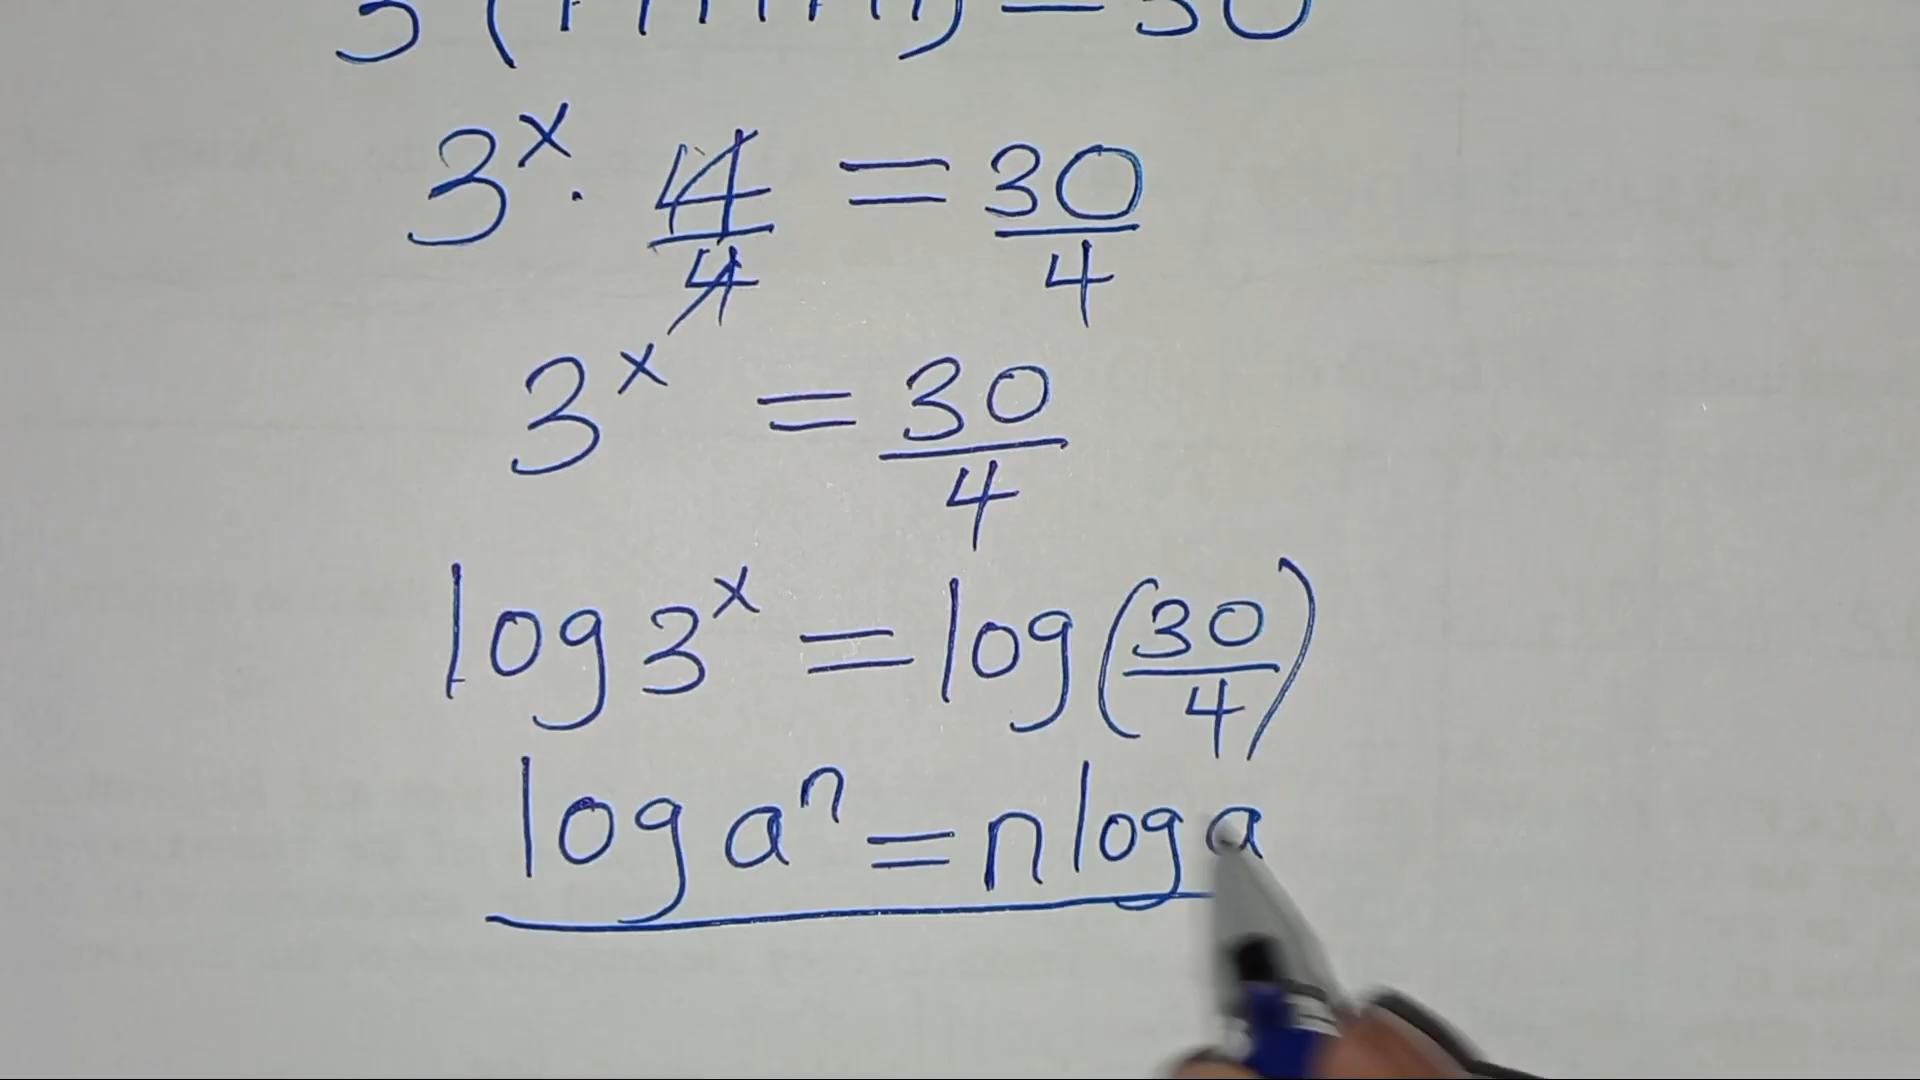 3^x · 4/4 = 30/4
3^x = 30/4
log 3^x = log(30/4)
log a^n = n log a